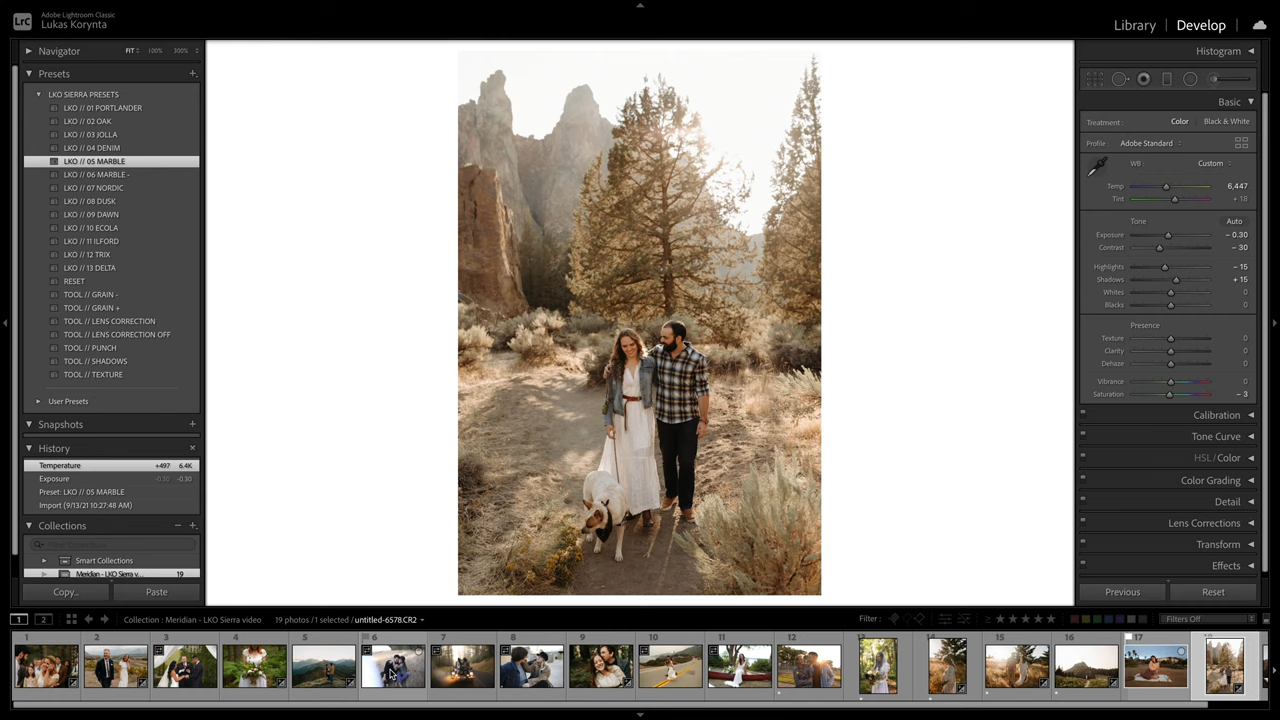 LrC
Adobe Lightroom Classic
Lukas Korynta
Library
Develop
Navigator
FIT
100%
300%
Presets
LKO SIERRA PRESETS
LKO // 01 PORTLANDER
LKO // 02 OAK
LKO // 03 JOLLA
LKO // 04 DENIM
LKO // 05 MARBLE
LKO // 06 MARBLE -
LKO // 07 NORDIC
LKO // 08 DUSK
LKO // 09 DAWN
LKO // 10 ECOLA
LKO // 11 ILFORD
LKO // 12 TRIX
LKO // 13 DELTA
RESET
TOOL // GRAIN -
TOOL // GRAIN +
TOOL // LENS CORRECTION
TOOL // LENS CORRECTION OFF
TOOL // PUNCH
TOOL // SHADOWS
TOOL // TEXTURE
User Presets
Snapshots
History
Temperature +497 6.4K
Exposure -0.30 -0.30
Preset: LKO // 05 MARBLE
Import (9/13/21 10:27:48 AM)
Collections
Smart Collections
Meridian - LKO Sierra v... 19
Copy...
Paste
Histogram
Basic
Treatment: Color Black & White
Profile: Adobe Standard
WB: Custom
Temp 6,447
Tint + 18
Tone Auto
Exposure − 0.30
Contrast − 30
Highlights − 15
Shadows + 15
Whites 0
Blacks 0
Presence
Texture 0
Clarity 0
Dehaze 0
Vibrance 0
Saturation − 3
Calibration
Tone Curve
HSL / Color
Color Grading
Detail
Lens Corrections
Transform
Effects
Previous
Reset
1
2
Collection : Meridian - LKO Sierra video
19 photos / 1 selected / untitled-6578.CR2
Filter :
Filters Off
1 2 3 4 5 6 7 8 9 10 11 12 13 14 15 16 17 18